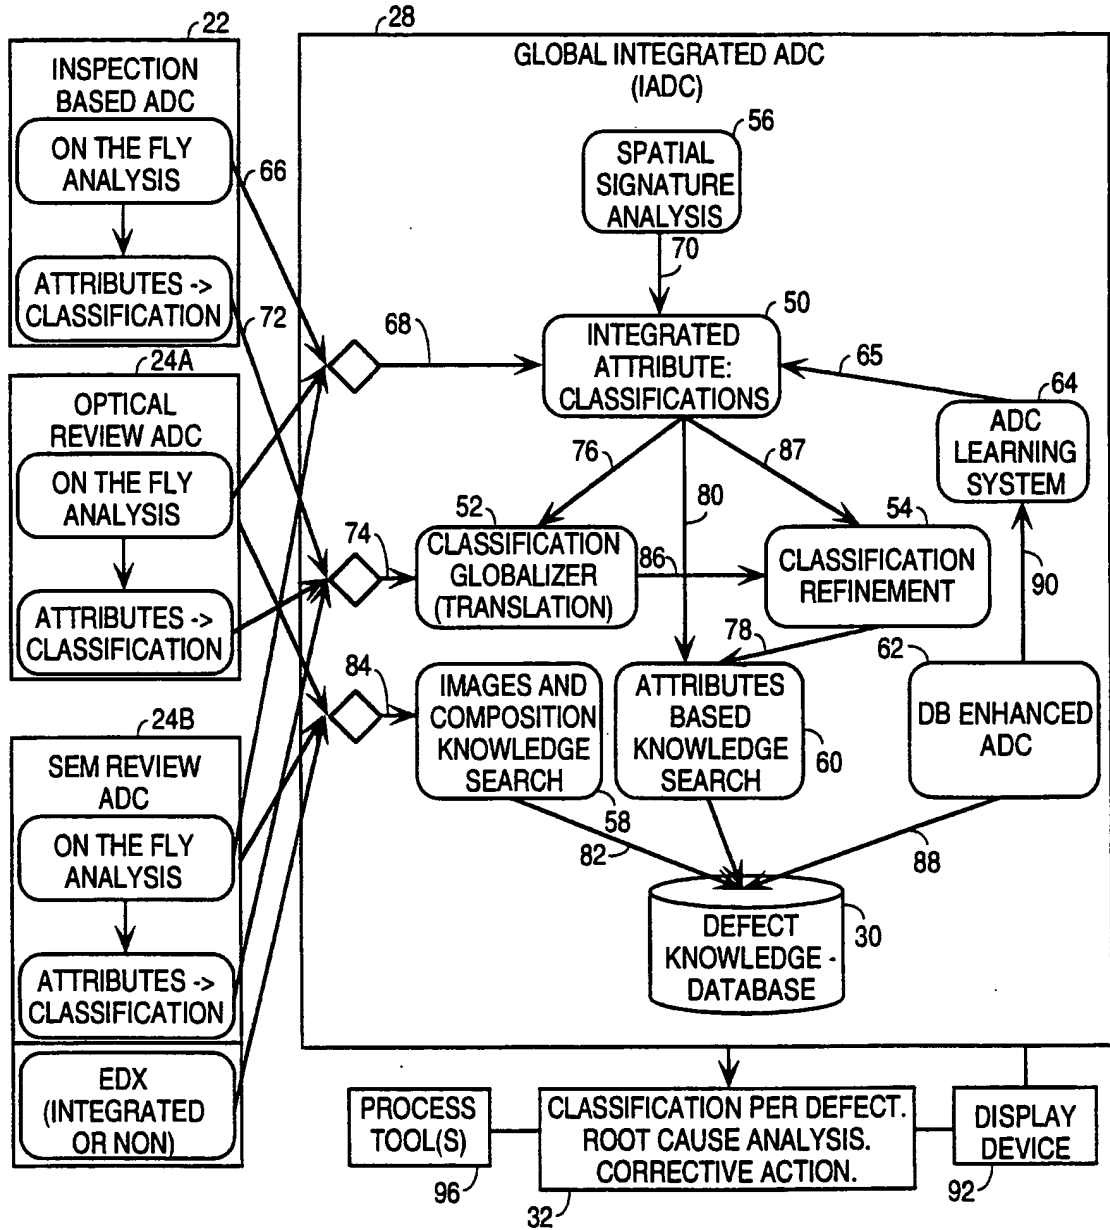 22
INSPECTION
BASED ADC
ON THE FLY
ANALYSIS
ATTRIBUTES ->
CLASSIFICATION
66
72
24A
OPTICAL
REVIEW ADC
ON THE FLY
ANALYSIS
ATTRIBUTES ->
CLASSIFICATION
24B
SEM REVIEW
ADC
ON THE FLY
ANALYSIS
ATTRIBUTES ->
CLASSIFICATION
EDX
(INTEGRATED
OR NON)
28
GLOBAL INTEGRATED ADC
(IADC)
56
SPATIAL
SIGNATURE
ANALYSIS
70
50
68
INTEGRATED
ATTRIBUTE:
CLASSIFICATIONS
65
64
ADC
LEARNING
SYSTEM
76
80
87
90
74
52
CLASSIFICATION
GLOBALIZER
(TRANSLATION)
86
54
CLASSIFICATION
REFINEMENT
78
84
IMAGES AND
COMPOSITION
KNOWLEDGE
SEARCH
58
ATTRIBUTES
BASED
KNOWLEDGE
SEARCH
60
62
DB ENHANCED
ADC
82
88
DEFECT
KNOWLEDGE -
DATABASE
30
PROCESS
TOOL(S)
96
CLASSIFICATION PER DEFECT.
ROOT CAUSE ANALYSIS.
CORRECTIVE ACTION.
32
DISPLAY
DEVICE
92